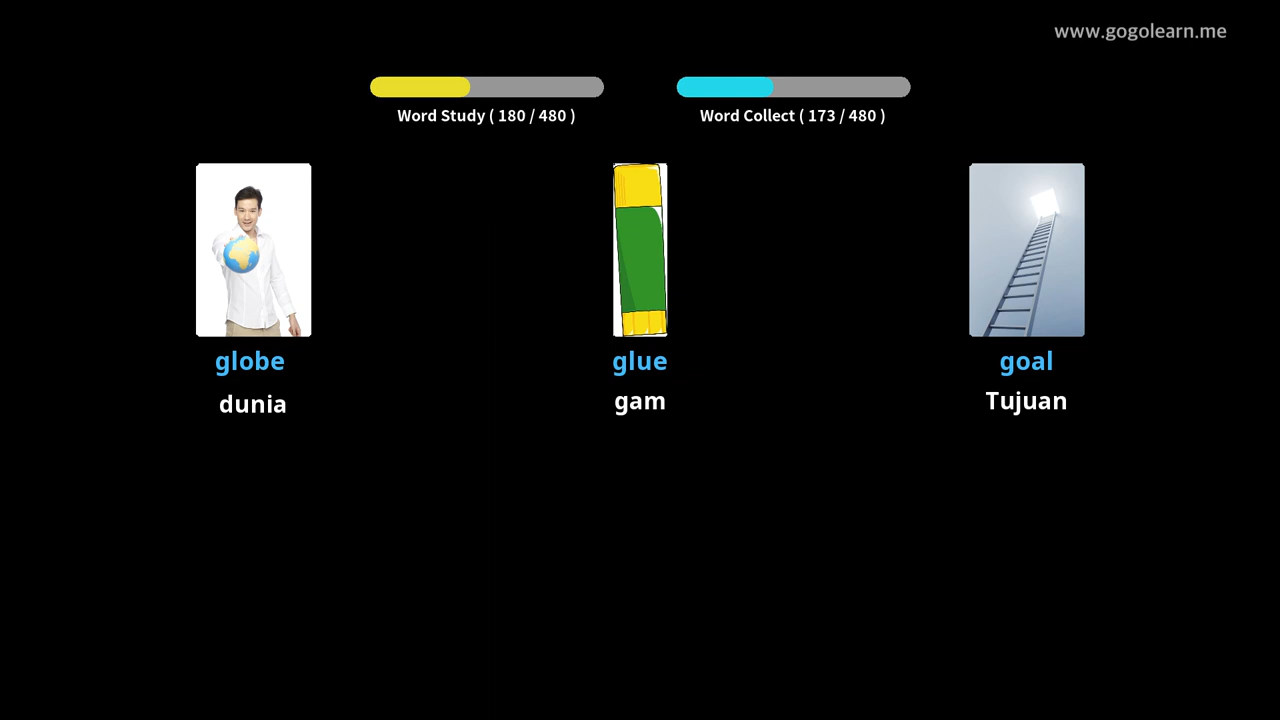 www.gogolearn.me
Word Study ( 180 / 480 )
Word Collect ( 173 / 480 )
globe
glue
goal
dunia
gam
Tujuan